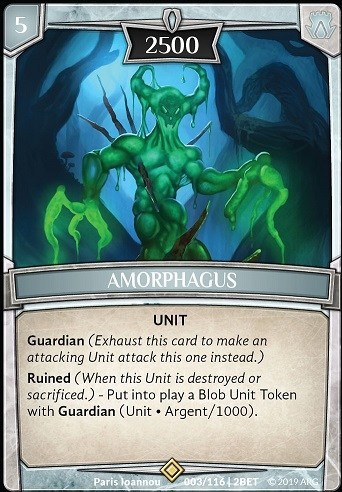 5
2500
AMORPHAGUS
UNIT
Guardian (Exhaust this card to make an
attacking Unit attack this one instead.)
Ruined (When this Unit is destroyed or
sacrificed.) - Put into play a Blob Unit Token
with Guardian (Unit • Argent/1000).
Paris Ioannou 003/116 | 2BET © 2019 ARG